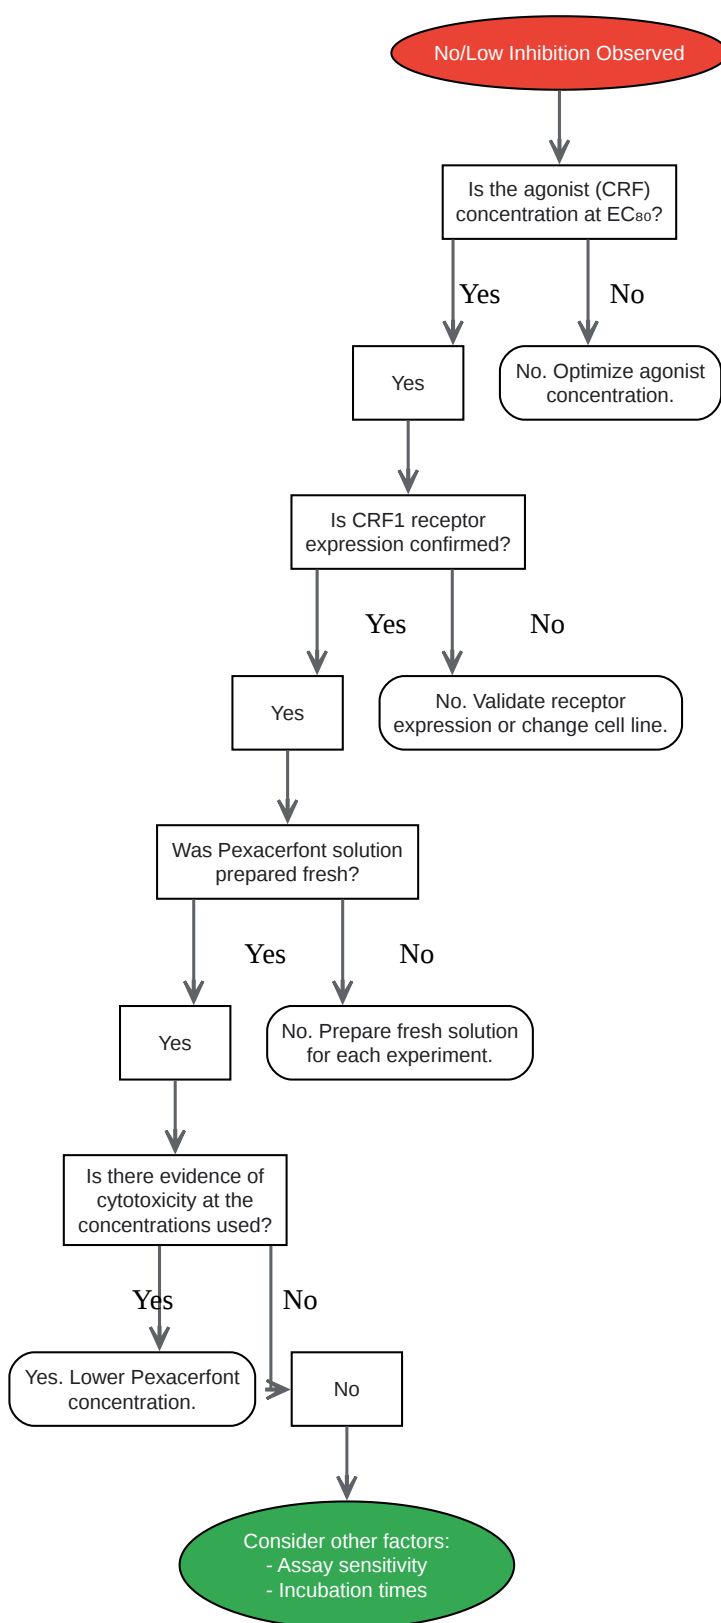 No/Low Inhibition Observed
Is the agonist (CRF)
concentration at EC₈₀?
Yes
No
Yes
No. Optimize agonist
concentration.
Is CRF1 receptor
expression confirmed?
Yes
No
Yes
No. Validate receptor
expression or change cell line.
Was Pexacerfont solution
prepared fresh?
Yes
No
Yes
No. Prepare fresh solution
for each experiment.
Is there evidence of
cytotoxicity at the
concentrations used?
Yes
No
Yes. Lower Pexacerfont
concentration.
No
Consider other factors:
- Assay sensitivity
- Incubation times